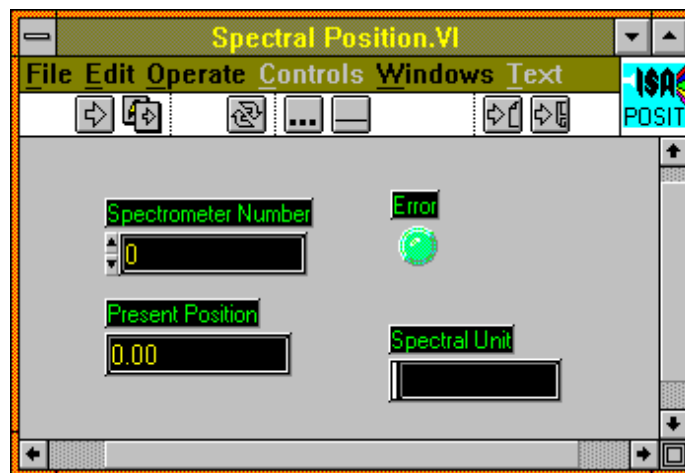 Spectral Position.VI
File Edit Operate Controls Windows Text
ISA
POSIT
Spectrometer Number
0
Error
Present Position
0.00
Spectral Unit